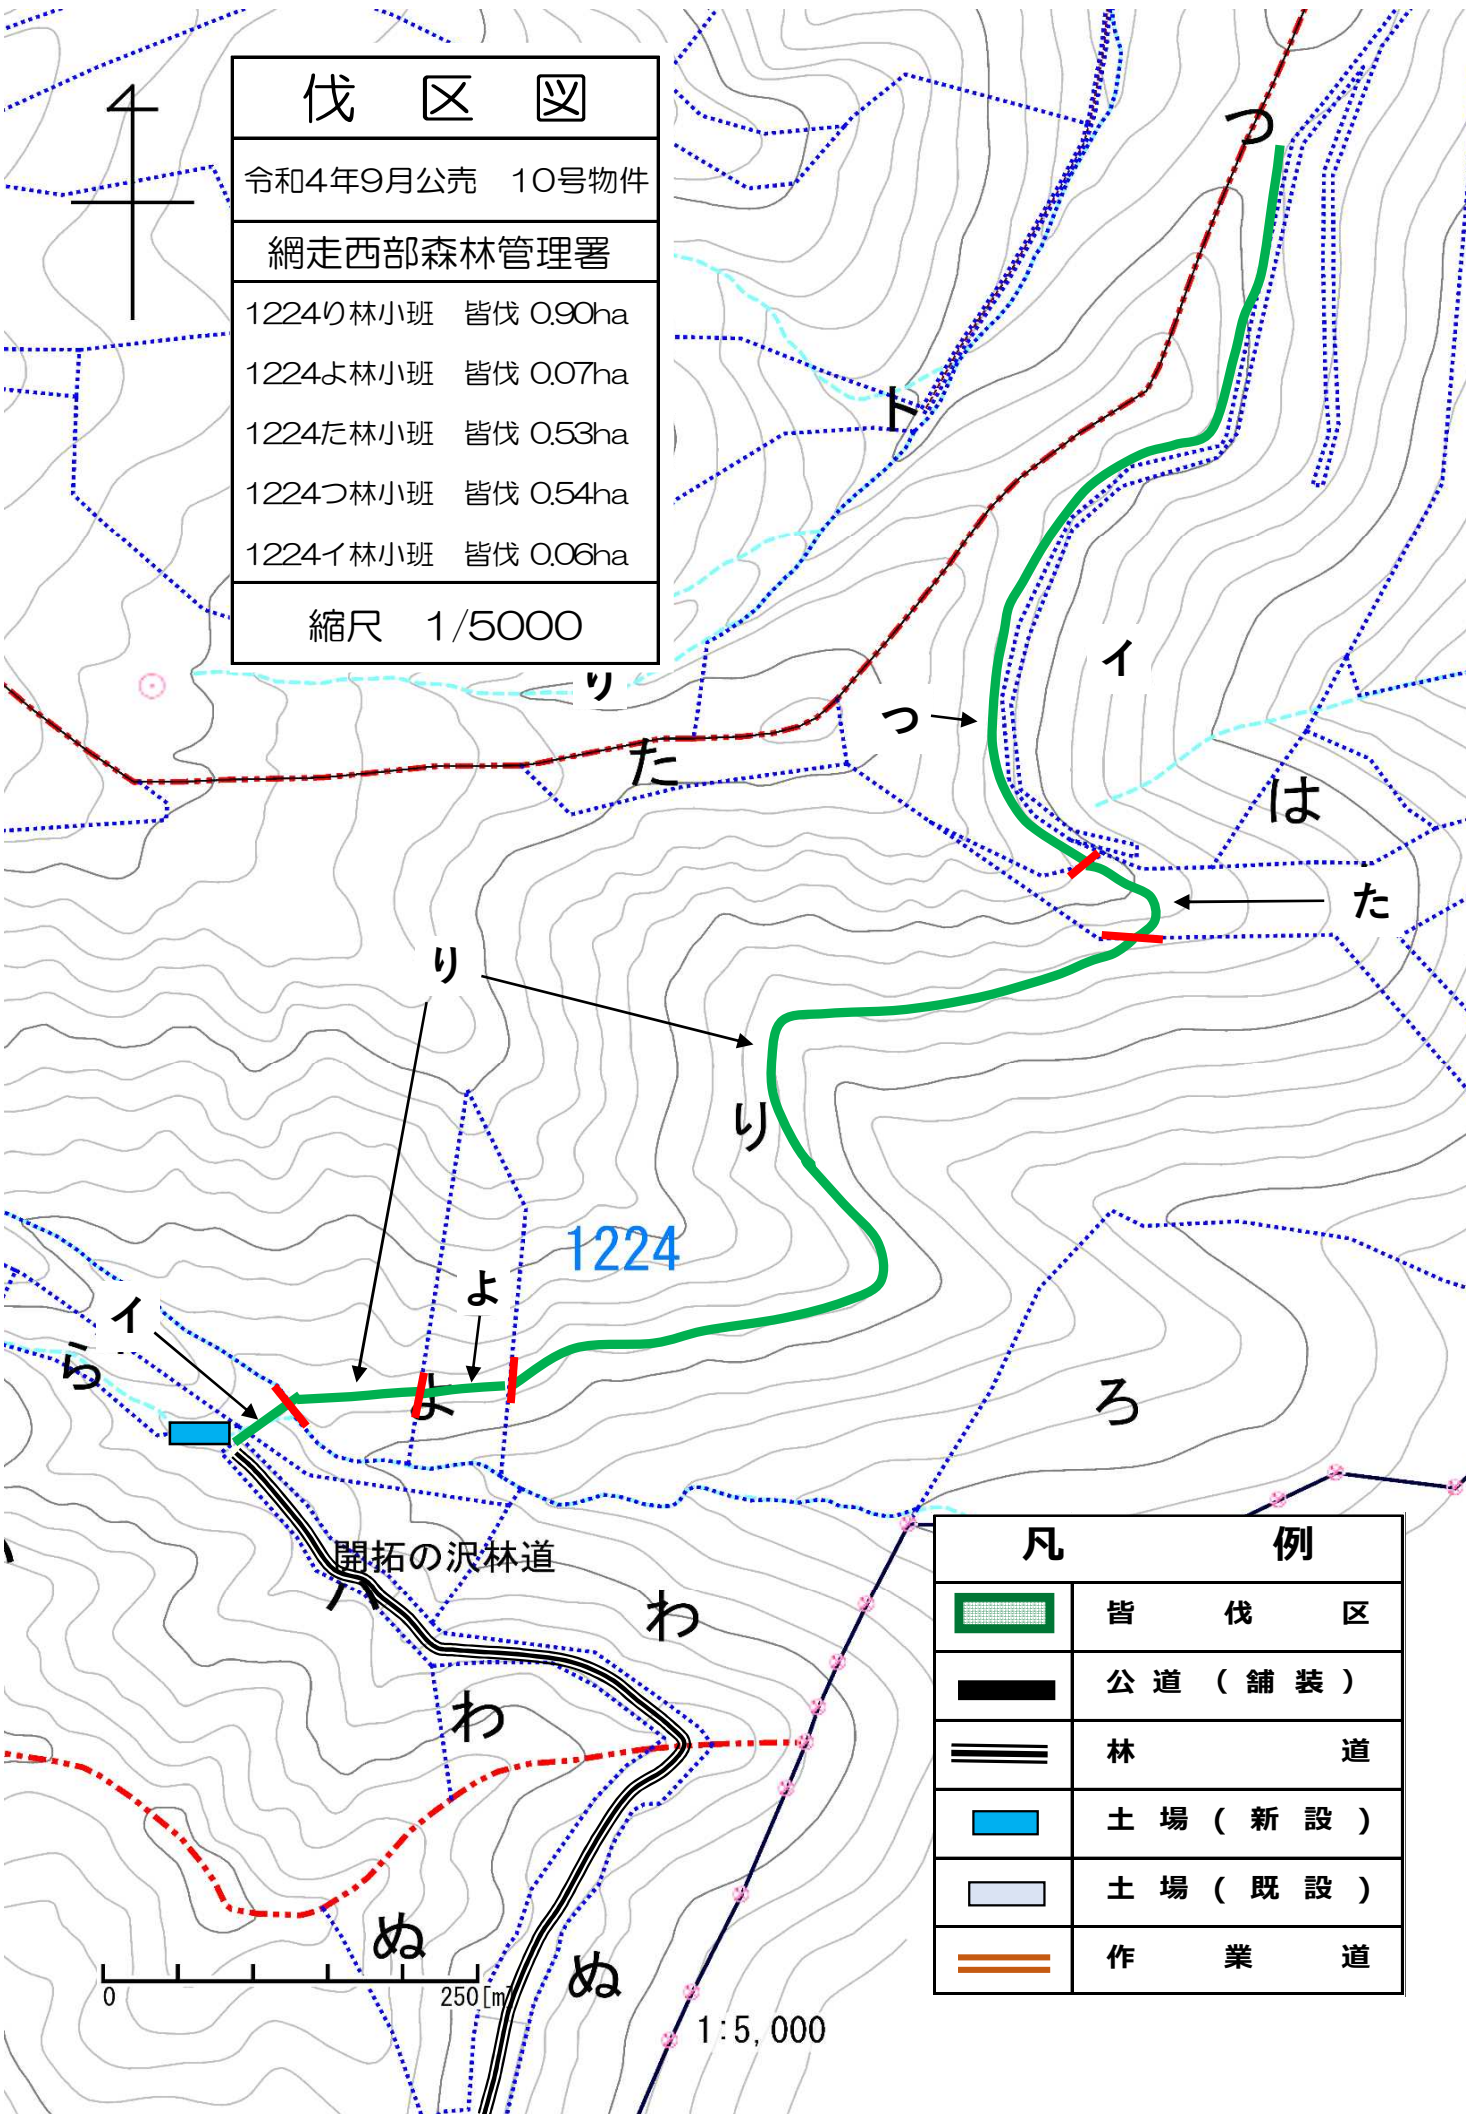 伐 区 図
令和4年9月公売 10号物件
網走西部森林管理署
1224り林小班 皆伐 0.90ha
1224よ林小班 皆伐 0.07ha
1224た林小班 皆伐 0.53ha
1224つ林小班 皆伐 0.54ha
1224イ林小班 皆伐 0.06ha
縮尺 1/5000
つ
ト
イ
り
つ
た
は
た
り
り
1224
よ
イ
ら
よ
ろ
開拓の沢林道
ハ
わ
わ
ぬ
ぬ
0 250[m]
1:5,000
凡 例
皆 伐 区
公 道 ( 舗 装 )
林 道
土 場 ( 新 設 )
土 場 ( 既 設 )
作 業 道